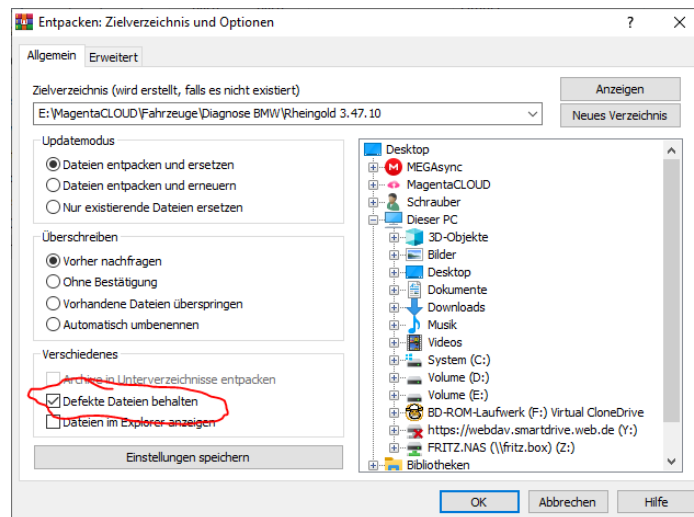 Entpacken: Zielverzeichnis und Optionen
Allgemein
Erweitert
Zielverzeichnis (wird erstellt, falls es nicht existiert)
Anzeigen
E:\MagentaCLOUD\Fahrzeuge\Diagnose BMW\Rheingold 3.47.10
Neues Verzeichnis
Updatemodus
Dateien entpacken und ersetzen
Dateien entpacken und erneuern
Nur existierende Dateien ersetzen
Überschreiben
Vorher nachfragen
Ohne Bestätigung
Vorhandene Dateien überspringen
Automatisch umbenennen
Verschiedenes
Archive in Unterverzeichnisse entpacken
Defekte Dateien behalten
Dateien im Explorer anzeigen
Einstellungen speichern
Desktop
MEGAsync
MagentaCLOUD
Schrauber
Dieser PC
3D-Objekte
Bilder
Desktop
Dokumente
Downloads
Musik
Videos
System (C:)
Volume (D:)
Volume (E:)
BD-ROM-Laufwerk (F:) Virtual CloneDrive
https://webdav.smartdrive.web.de (Y:)
FRITZ.NAS (\\fritz.box) (Z:)
Bibliotheken
OK
Abbrechen
Hilfe